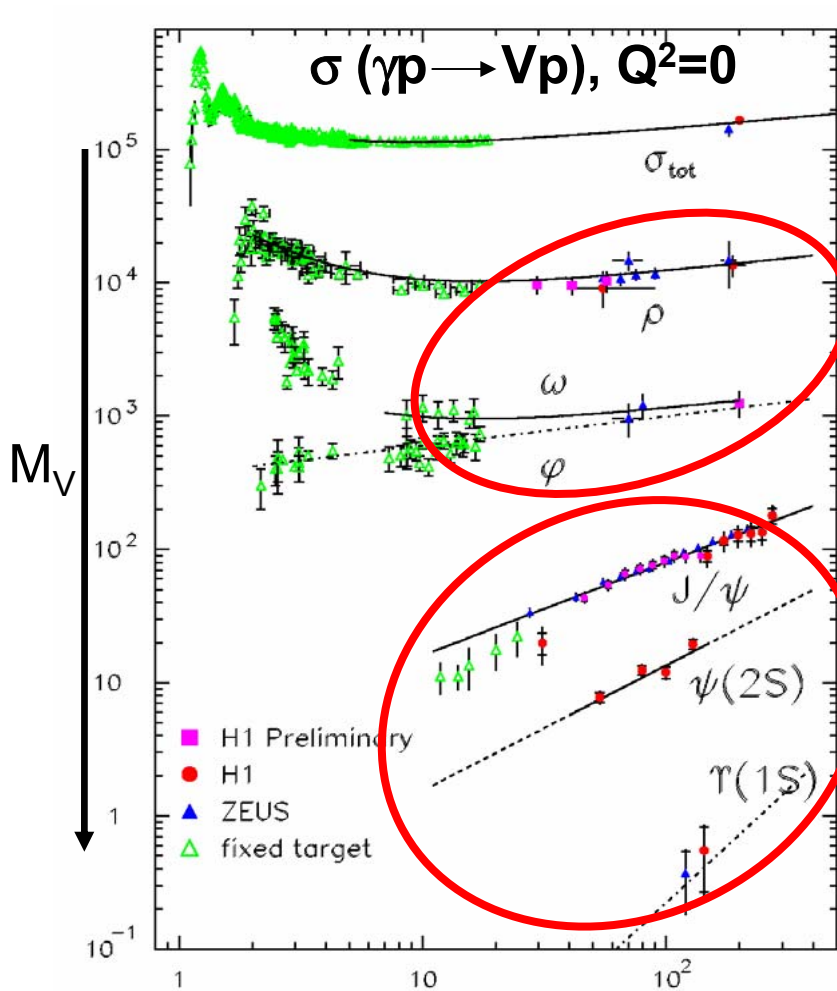 σ (γp → Vp), Q²=0
10⁵
σtot
10⁴
ρ
ω
10³
φ
M_V
10²
J/ψ
ψ(2S)
10
H1 Preliminary
H1
ϒ(1S)
1
ZEUS
fixed target
10⁻¹
1 10 10²